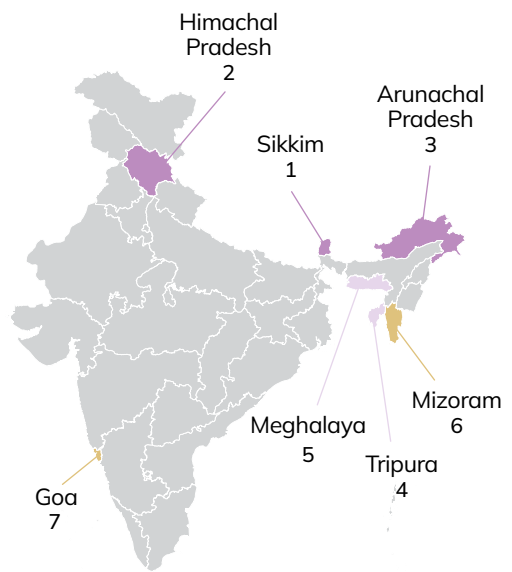 Himachal
Pradesh
2
Arunachal
Pradesh
3
Sikkim
1
Mizoram
6
Meghalaya
5
Tripura
4
Goa
7